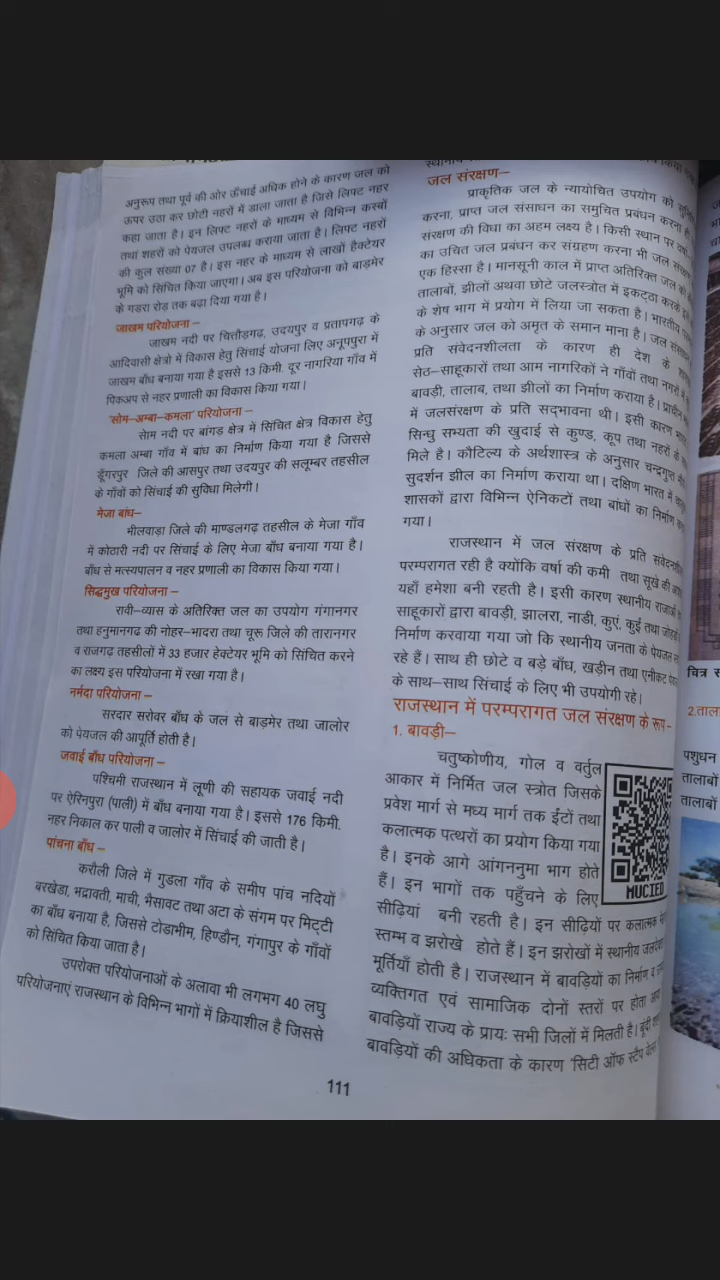 अनुरूप तथा पूर्व की ओर ऊँचाई अधिक होने के कारण जल को
ऊपर उठा कर छोटी नहरों में डाला जाता है जिसे लिफ्ट नहर
कहा जाता है। इन लिफ्ट नहरों के माध्यम से विभिन्न कस्बों
तथा शहरों को पेयजल उपलब्ध कराया जाता है। लिफ्ट नहरों
की कुल संख्या 07 है। इस नहर के माध्यम से लाखों हैक्टेयर
भूमि को सिंचित किया जाएगा। अब इस परियोजना को बाड़मेर
के गडरा रोड़ तक बढ़ा दिया गया है।
जाखम परियोजना –
जाखम नदी पर चित्तौड़गढ़, उदयपुर व प्रतापगढ़ के
आदिवासी क्षेत्रो में विकास हेतु सिंचाई योजना लिए अनूपपुरा में
जाखम बाँध बनाया गया है इससे 13 किमी. दूर नागरिया गाँव में
पिकअप से नहर प्रणाली का विकास किया गया।
'सोम-अम्बा-कमला' परियोजना –
सोम नदी पर बांगड़ क्षेत्र में सिंचित क्षेत्र विकास हेतु
कमला अम्बा गाँव में बांध का निर्माण किया गया है जिससे
डूँगरपुर जिले की आसपुर तथा उदयपुर की सलूम्बर तहसील
के गाँवों को सिंचाई की सुविधा मिलेगी।
मेजा बांध–
भीलवाड़ा जिले की माण्डलगढ़ तहसील के मेजा गाँव
में कोठारी नदी पर सिंचाई के लिए मेजा बाँध बनाया गया है।
बाँध से मत्स्यपालन व नहर प्रणाली का विकास किया गया।
सिद्धमुख परियोजना –
रावी–व्यास के अतिरिक्त जल का उपयोग गंगानगर
तथा हनुमानगढ़ की नोहर–भादरा तथा चूरू जिले की तारानगर
व राजगढ़ तहसीलों में 33 हजार हेक्टेयर भूमि को सिंचित करने
का लक्ष्य इस परियोजना में रखा गया है।
नर्मदा परियोजना –
सरदार सरोवर बाँध के जल से बाड़मेर तथा जालोर
को पेयजल की आपूर्ति होती है।
जवाई बाँध परियोजना –
पश्चिमी राजस्थान में लूणी की सहायक जवाई नदी
पर ऐरिनपुरा (पाली) में बाँध बनाया गया है। इससे 176 किमी.
नहर निकाल कर पाली व जालोर में सिंचाई की जाती है।
पांचना बाँध –
करौली जिले में गुडला गाँव के समीप पांच नदियों
बरखेडा, भद्रावती, माची, भैसावट तथा अटा के संगम पर मिट्टी
का बाँध बनाया है, जिससे टोडाभीम, हिण्डौन, गंगापुर के गाँवों
को सिंचित किया जाता है।
उपरोक्त परियोजनाओं के अलावा भी लगभग 40 लघु
परियोजनाएं राजस्थान के विभिन्न भागों में क्रियाशील है जिससे
जल संरक्षण–
प्राकृतिक जल के न्यायोचित उपयोग को
करना, प्राप्त जल संसाधन का समुचित प्रबंधन करना ही
संरक्षण की विधा का अहम लक्ष्य है। किसी स्थान पर
का उचित जल प्रबंधन कर संग्रहण करना भी जल
एक हिस्सा है। मानसूनी काल में प्राप्त अतिरिक्त जल को
तालाबों, झीलों अथवा छोटे जलस्त्रोत में इकट्ठा करके
के शेष भाग में प्रयोग में लिया जा सकता है। भारतीय
के अनुसार जल को अमृत के समान माना है। जल
प्रति संवेदनशीलता के कारण ही देश के
सेठ–साहूकारों तथा आम नागरिकों ने गाँवों तथा नगरों में
बावड़ी, तालाब, तथा झीलों का निर्माण कराया है। प्राचीन
में जलसंरक्षण के प्रति सद्भावना थी। इसी कारण
सिन्धु सभ्यता की खुदाई से कुण्ड, कूप तथा नहरों के
मिले है। कौटिल्य के अर्थशास्त्र के अनुसार चन्द्रगुप्त
सुदर्शन झील का निर्माण कराया था। दक्षिण भारत में
शासकों द्वारा विभिन्न ऐनिकटों तथा बांधों का निर्माण
गया।
राजस्थान में जल संरक्षण के प्रति
परम्परागत रही है क्योंकि वर्षा की कमी तथा सूखे की
यहाँ हमेशा बनी रहती है। इसी कारण स्थानीय राजाओं
साहूकारों द्वारा बावड़ी, झालरा, नाडी, कुएं, कुईं तथा
निर्माण करवाया गया जो कि स्थानीय जनता के पेयजल
रहे हैं। साथ ही छोटे व बड़े बाँध, खड़ीन तथा एनीकट
के साथ–साथ सिंचाई के लिए भी उपयोगी रहे।
राजस्थान में परम्परागत जल संरक्षण के रूप–
1. बावड़ी–
चतुष्कोणीय, गोल व वर्तुल
आकार में निर्मित जल स्त्रोत जिसके
प्रवेश मार्ग से मध्य मार्ग तक ईंटों तथा
कलात्मक पत्थरों का प्रयोग किया गया
है। इनके आगे आंगननुमा भाग होते
हैं। इन भागों तक पहुँचने के लिए
सीढ़ियां बनी रहती है। इन सीढ़ियों पर कलात्मक
स्तम्भ व झरोखे होते हैं। इन झरोखों में स्थानीय
मूर्तियाँ होती है। राजस्थान में बावड़ियों का निर्माण व
व्यक्तिगत एवं सामाजिक दोनों स्तरों पर होता
बावड़ियों राज्य के प्रायः सभी जिलों में मिलती है। बूंदी
बावड़ियों की अधिकता के कारण 'सिटी ऑफ स्टैप वेल्स
MUCIED
111
चित्र
2.
पशुधन
तालाबों
तालाबों